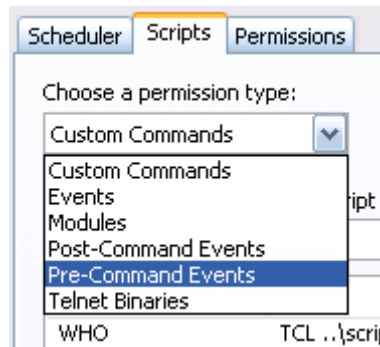 Scheduler Scripts Permissions
Choose a permission type:
Custom Commands
Custom Commands
Events
Modules
Post-Command Events
Pre-Command Events
Telnet Binaries
WHO TCL ..\scrip